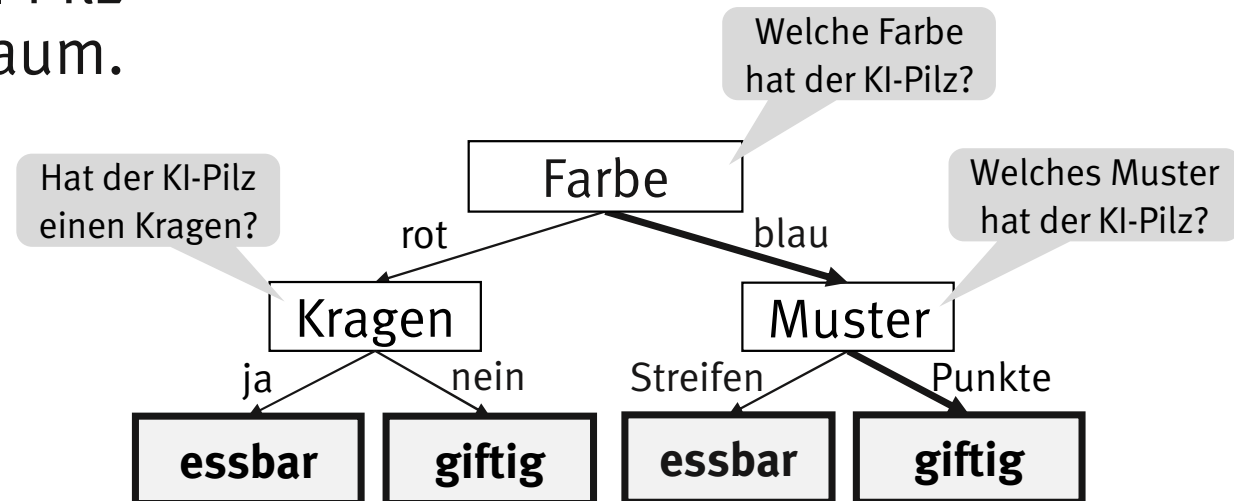 aum.
Welche Farbe
hat der KI-Pilz?
Hat der KI-Pilz
einen Kragen?
Farbe
Welches Muster
hat der KI-Pilz?
rot
blau
Kragen
Muster
ja
nein
Streifen
Punkte
essbar
giftig
essbar
giftig